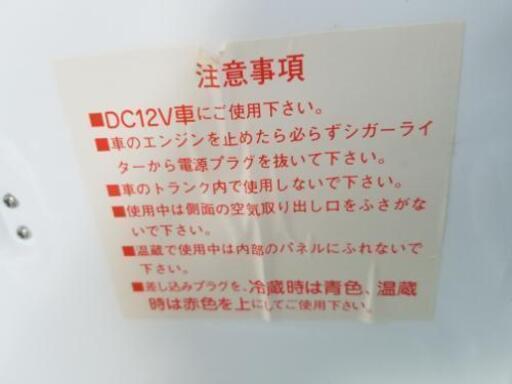 注意事項
■DC12V車にご使用下さい。
■車のエンジンを止めたら必らずシガーライ
ターから電源プラグを抜いて下さい。
■車のトランク内で使用しないで下さい。
■使用中は側面の空気取り出し口をふさがな
いで下さい。
■温蔵で使用中は内部のパネルにふれないで
下さい。
■差し込みプラグを、冷蔵時は青色、温蔵
時は赤色を上にしてご使用下さい。